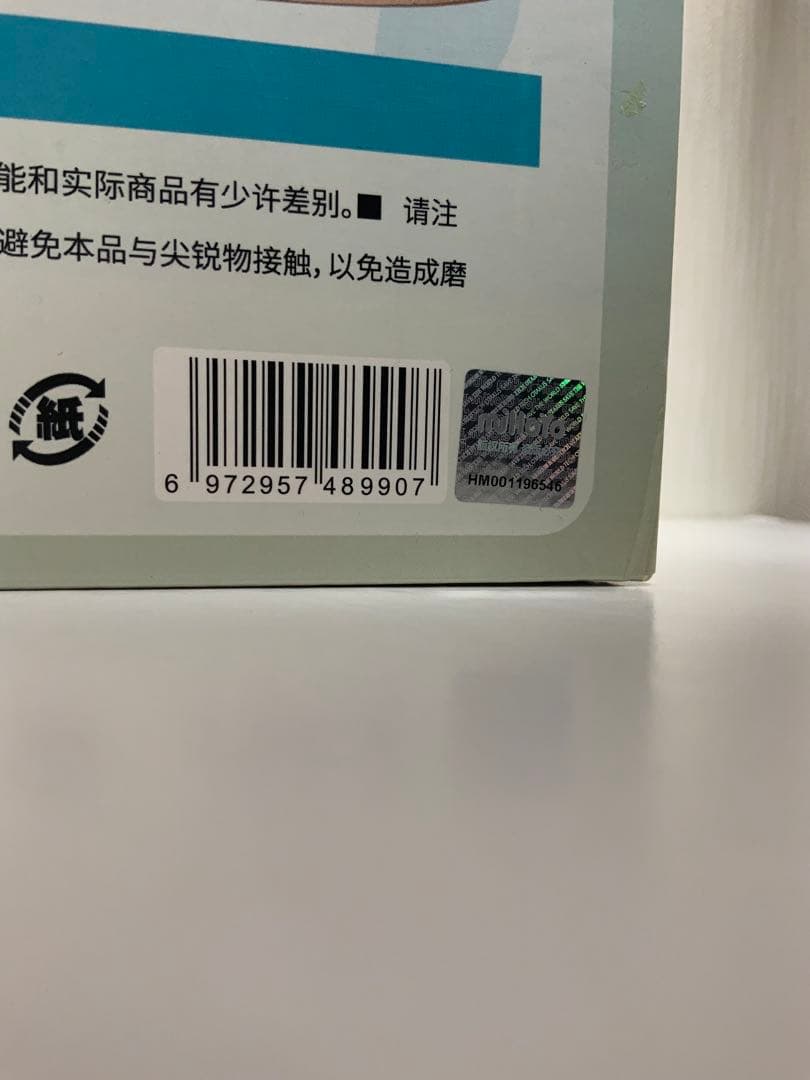 能和实际商品有少许差别。■ 请注
避免本品与尖锐物接触，以免造成磨
紙
6 972957 489907
HM001196546